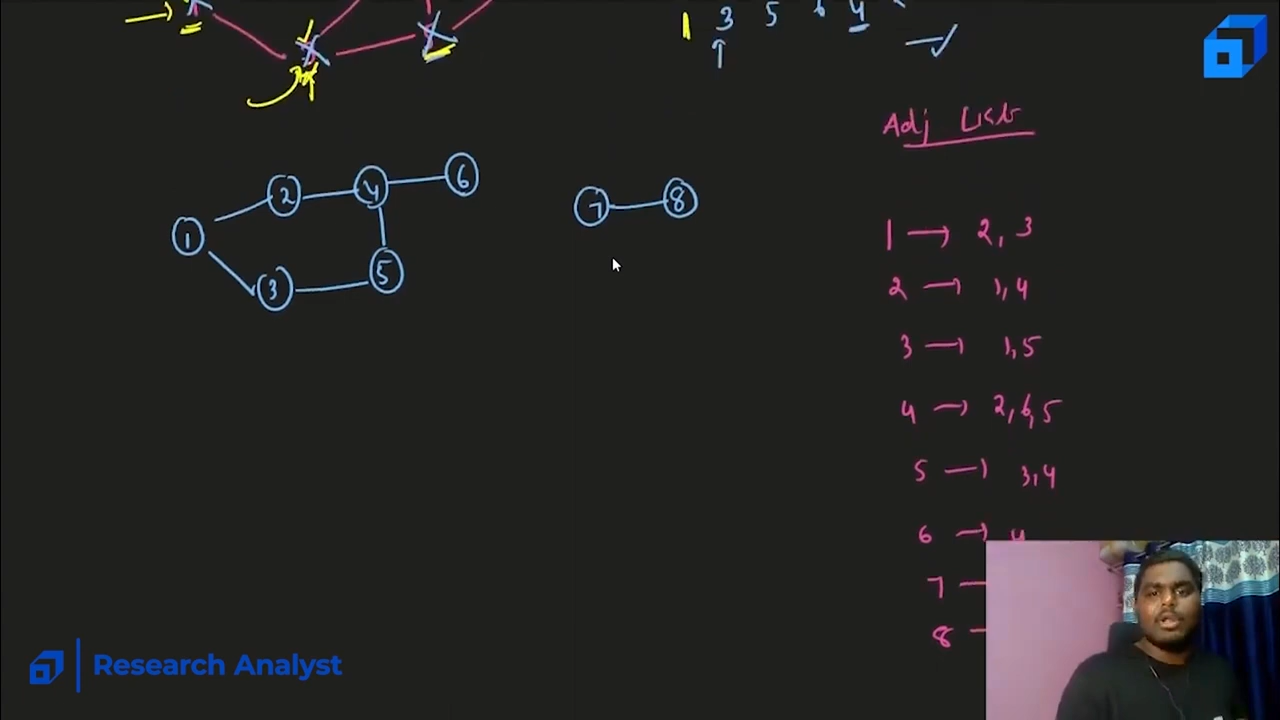 1 3 5 6 4
Adj List
1 2 3 4 5 6
7 8
1 → 2, 3
2 → 1, 4
3 → 1, 5
4 → 2, 6, 5
5 → 3, 4
6 → 4
7 —
8 —
Research Analyst